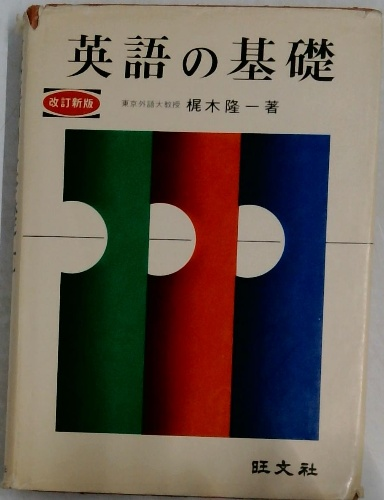 英語の基礎
改訂新版
東京外語大教授 梶木隆一著
旺文社